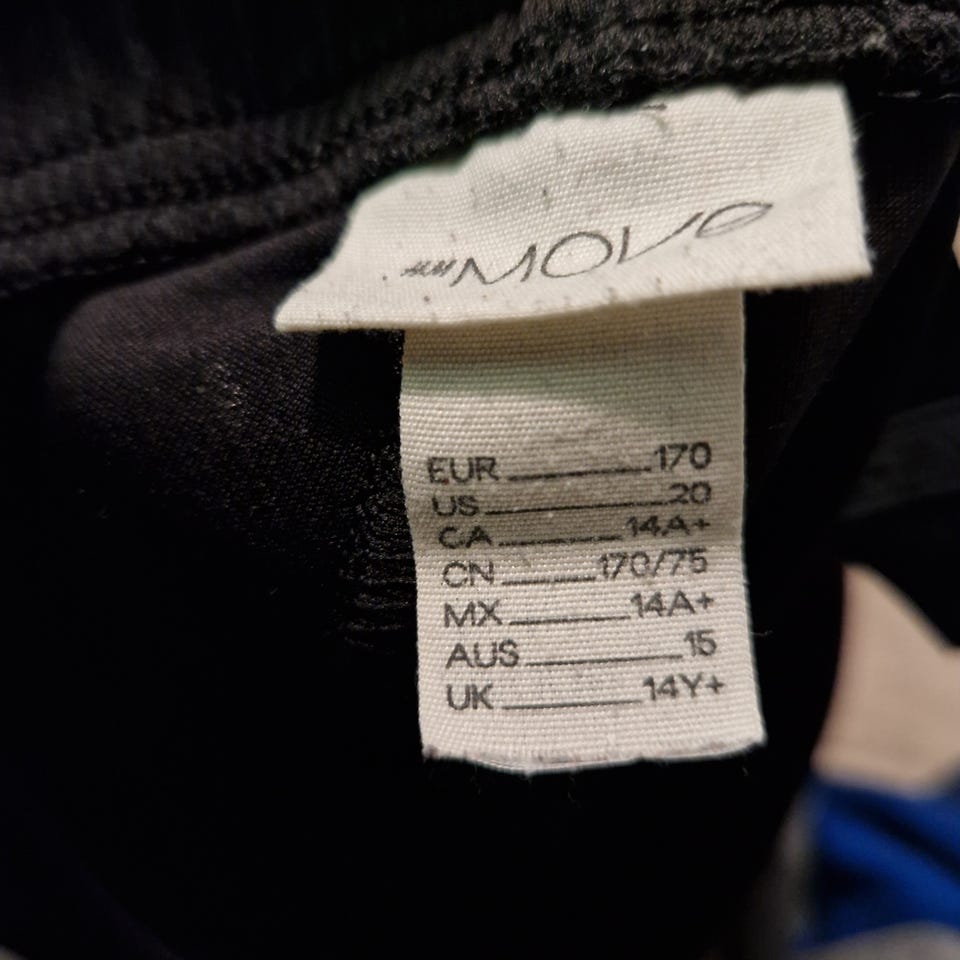 move
EUR 170
US 20
CA 14A+
CN 170/75
MX 14A+
AUS 15
UK 14Y+